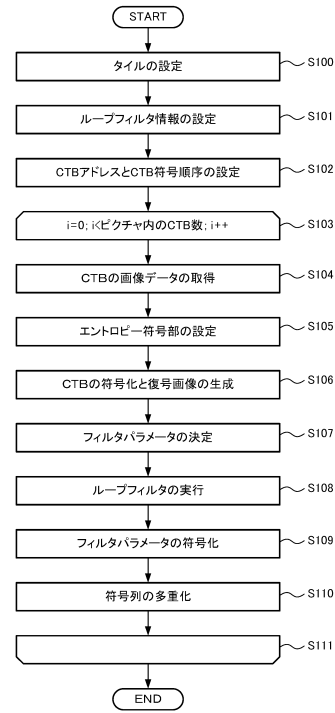 START
タイルの設定
S100
ループフィルタ情報の設定
S101
CTBアドレスとCTB符号順序の設定
S102
i=0; i<ピクチャ内のCTB数; i++
S103
CTBの画像データの取得
S104
エントロピー符号部の設定
S105
CTBの符号化と復号画像の生成
S106
フィルタパラメータの決定
S107
ループフィルタの実行
S108
フィルタパラメータの符号化
S109
符号列の多重化
S110
S111
END